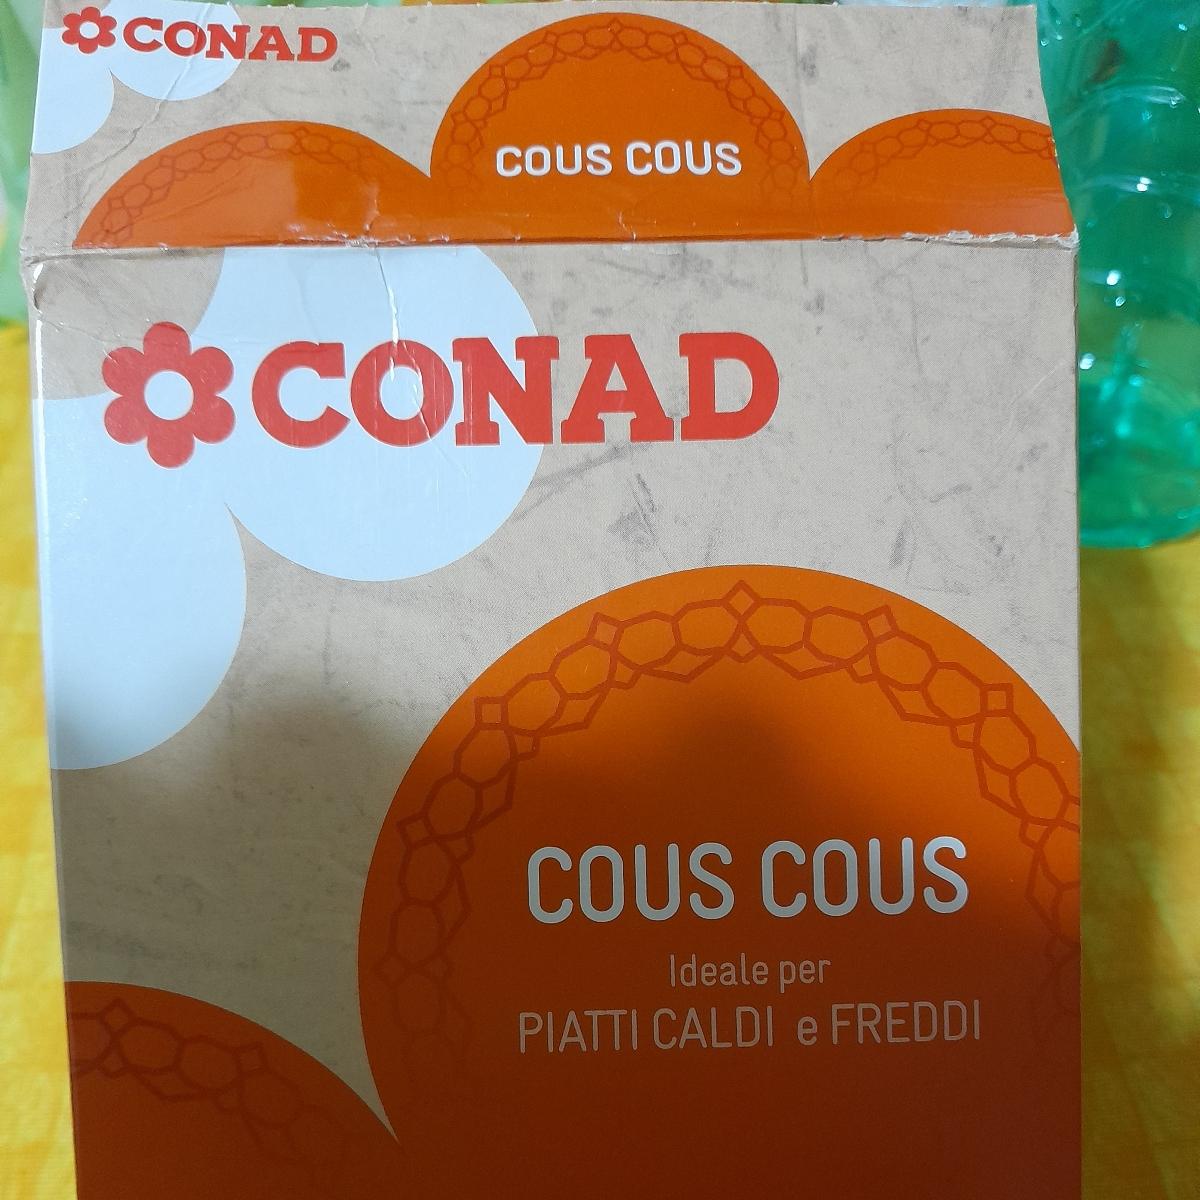 CONAD
COUS COUS
CONAD
COUS COUS
Ideale per
PIATTI CALDI e FREDDI